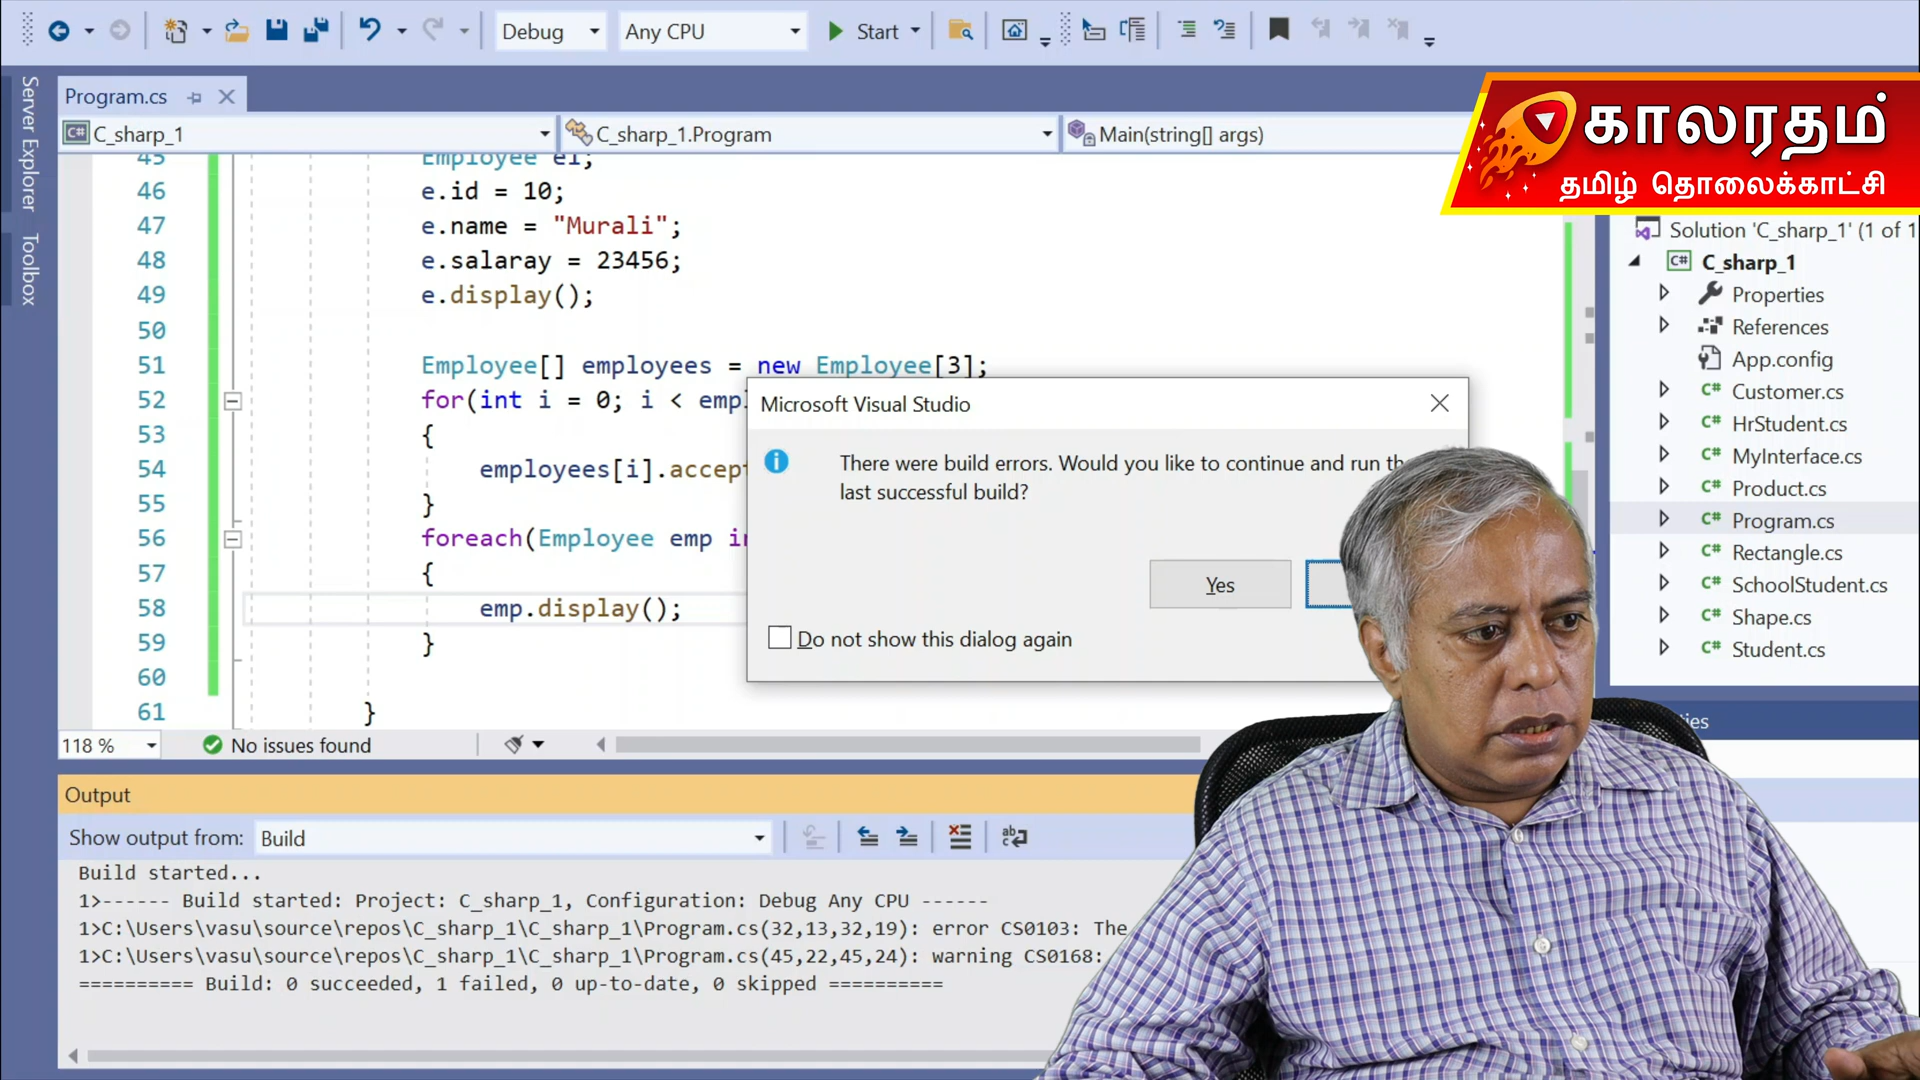 Debug
Any CPU
Start
Server Explorer
Toolbox
Program.cs
C_sharp_1
C_sharp_1.Program
Main(string[] args)
காலரதம்
தமிழ் தொலைக்காட்சி
45 Employee e1;
46 e.id = 10;
47 e.name = "Murali";
48 e.salaray = 23456;
49 e.display();
50
51 Employee[] employees = new Employee[3];
52 for(int i = 0; i < empl
53 {
54 employees[i].accept
55 }
56 foreach(Employee emp in
57 {
58 emp.display();
59 }
60
61 }
Microsoft Visual Studio
There were build errors. Would you like to continue and run th
last successful build?
Yes
Do not show this dialog again
Solution 'C_sharp_1' (1 of 1
C# C_sharp_1
Properties
References
App.config
C# Customer.cs
C# HrStudent.cs
C# MyInterface.cs
C# Product.cs
C# Program.cs
C# Rectangle.cs
C# SchoolStudent.cs
C# Shape.cs
C# Student.cs
ties
118 %
No issues found
Output
Show output from: Build
Build started...
1>------ Build started: Project: C_sharp_1, Configuration: Debug Any CPU ------
1>C:\Users\vasu\source\repos\C_sharp_1\C_sharp_1\Program.cs(32,13,32,19): error CS0103: The
1>C:\Users\vasu\source\repos\C_sharp_1\C_sharp_1\Program.cs(45,22,45,24): warning CS0168:
========== Build: 0 succeeded, 1 failed, 0 up-to-date, 0 skipped ==========